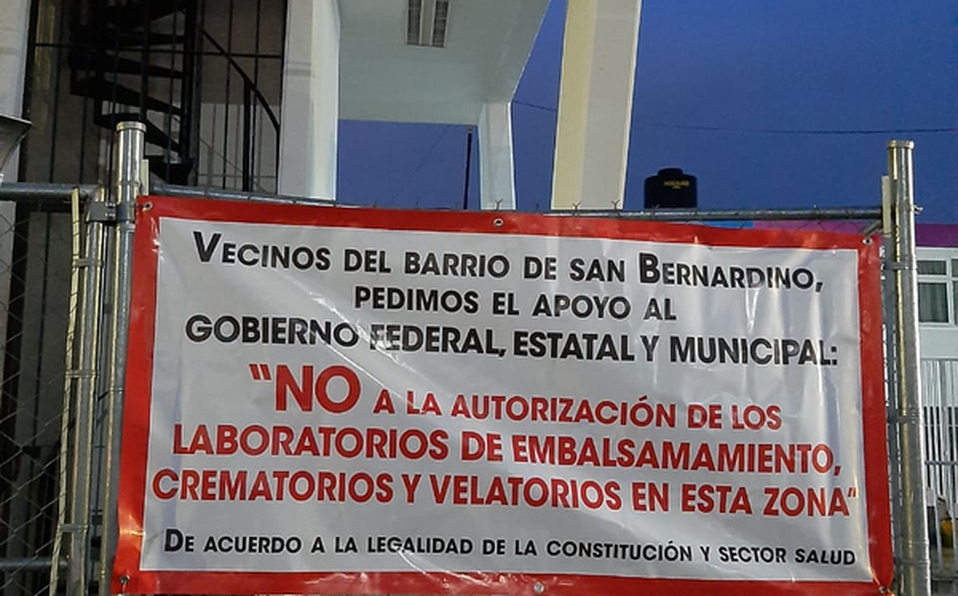 VECINOS DEL BARRIO DE SAN BERNARDINO,
PEDIMOS EL APOYO AL
GOBIERNO FEDERAL, ESTATAL Y MUNICIPAL:
"NO A LA AUTORIZACIÓN DE LOS
LABORATORIOS DE EMBALSAMAMIENTO,
CREMATORIOS Y VELATORIOS EN ESTA ZONA"
DE ACUERDO A LA LEGALIDAD DE LA CONSTITUCIÓN Y SECTOR SALUD